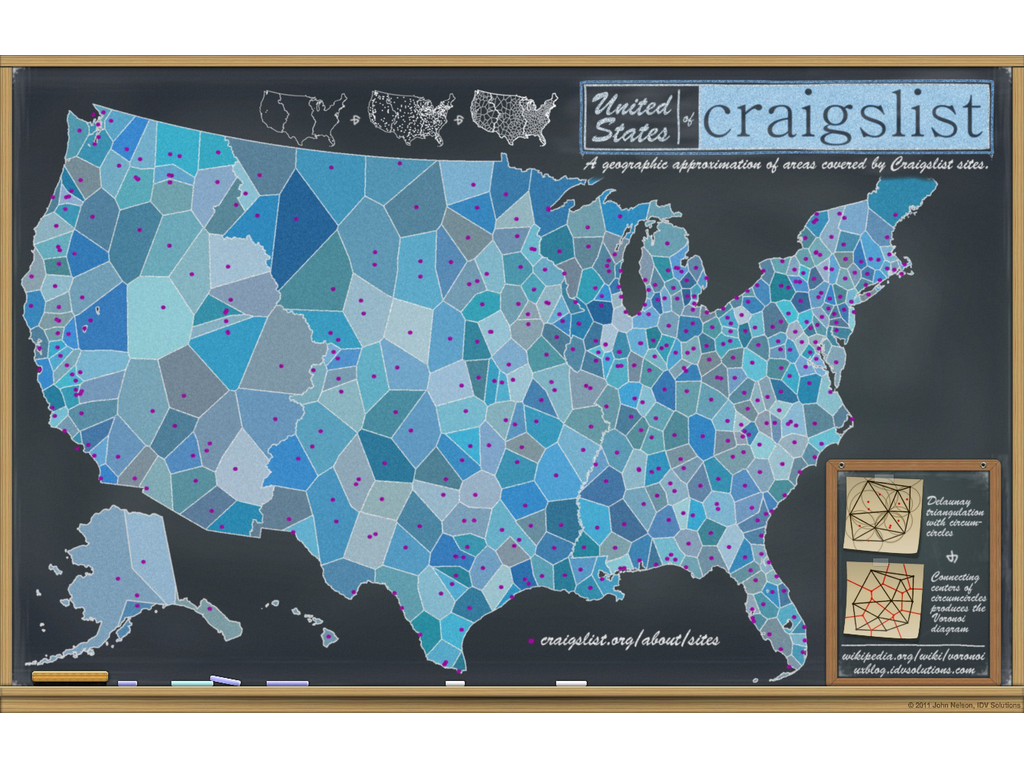 United
States
of
craigslist
A geographic approximation of areas covered by Craigslist sites.
Delaunay
triangulation
with circum-
circles
Connecting
centers of
circumcircles
produces the
Voronoi
diagram
craigslist.org/about/sites
wikipedia.org/wiki/voronoi
uxblog.idvsolutions.com
© 2011 John Nelson, IDV Solutions